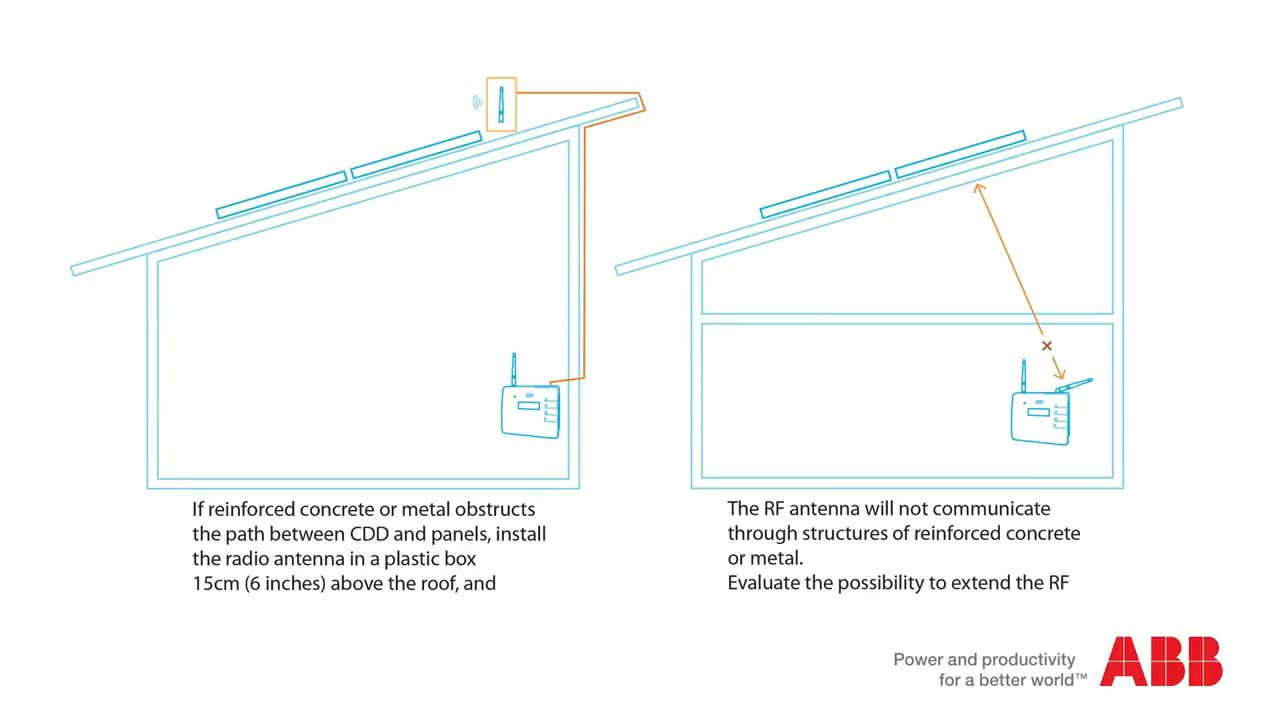 If reinforced concrete or metal obstructs
the path between CDD and panels, install
the radio antenna in a plastic box
15cm (6 inches) above the roof, and
The RF antenna will not communicate
through structures of reinforced concrete
or metal.
Evaluate the possibility to extend the RF
Power and productivity
for a better world™
ABB